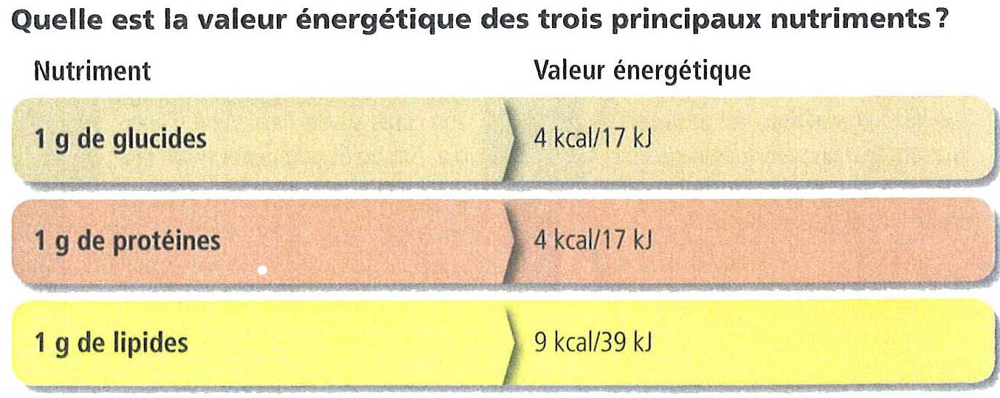 Quelle est la valeur énergétique des trois principaux nutriments ?
Nutriment Valeur énergétique
1 g de glucides 4 kcal/17 kJ
1 g de protéines 4 kcal/17 kJ
1 g de lipides 9 kcal/39 kJ